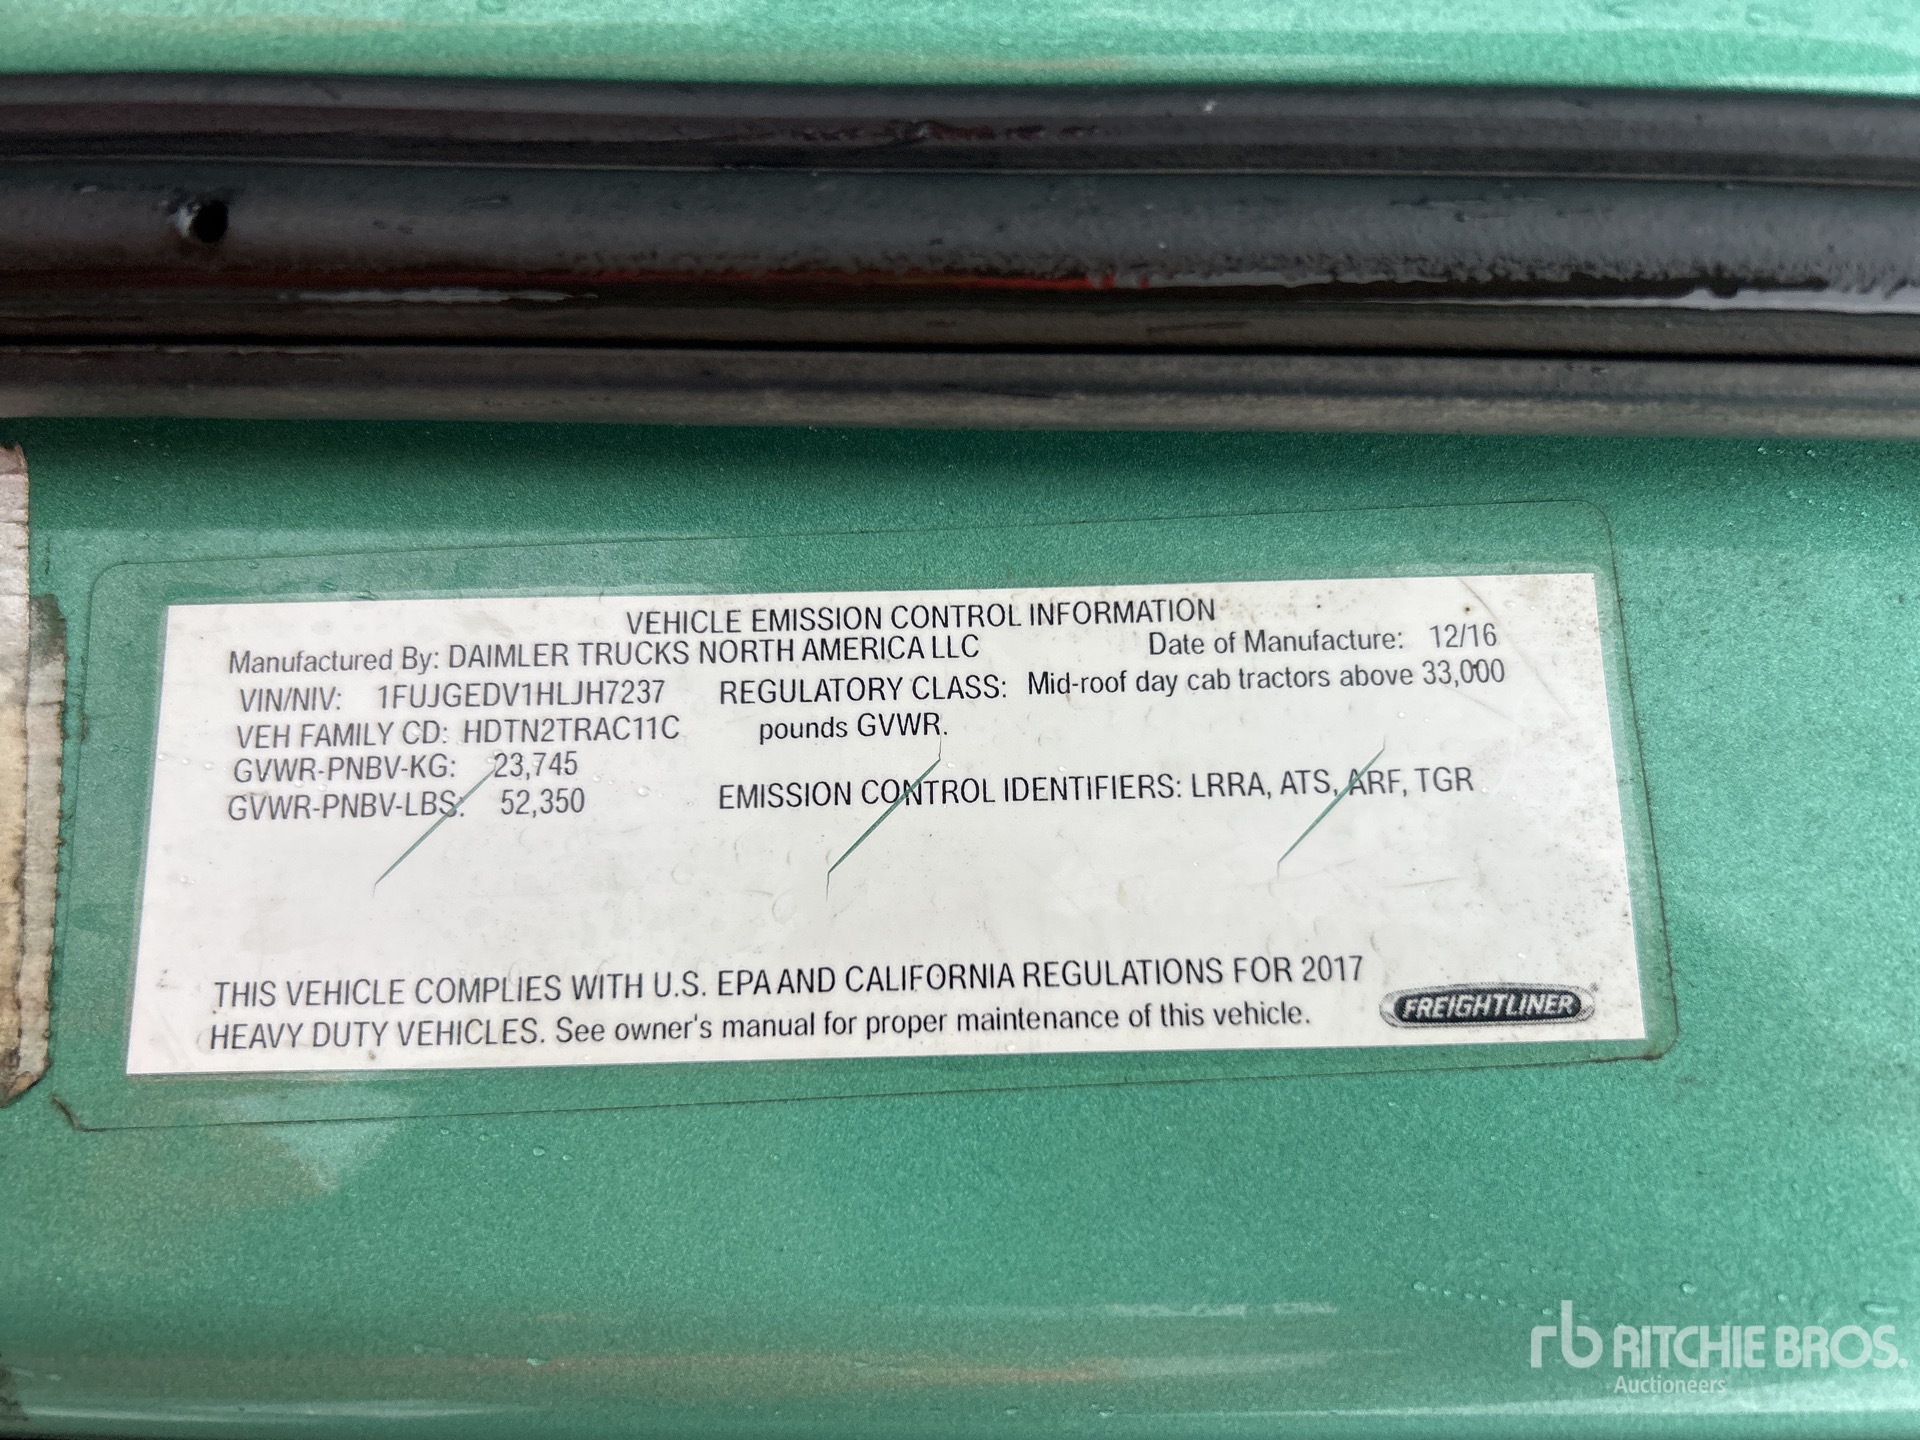 VEHICLE EMISSION CONTROL INFORMATION
Manufactured By: DAIMLER TRUCKS NORTH AMERICA LLC Date of Manufacture: 12/16
VIN/NIV: 1FUJGEDV1HLJH7237 REGULATORY CLASS: Mid-roof day cab tractors above 33,000
VEH FAMILY CD: HDTN2TRAC11C pounds GVWR.
GVWR-PNBV-KG: 23,745
GVWR-PNBV-LBS: 52,350 EMISSION CONTROL IDENTIFIERS: LRRA, ATS, ARF, TGR
THIS VEHICLE COMPLIES WITH U.S. EPA AND CALIFORNIA REGULATIONS FOR 2017
HEAVY DUTY VEHICLES. See owner's manual for proper maintenance of this vehicle.
FREIGHTLINER
rb RITCHIE BROS.
Auctioneers